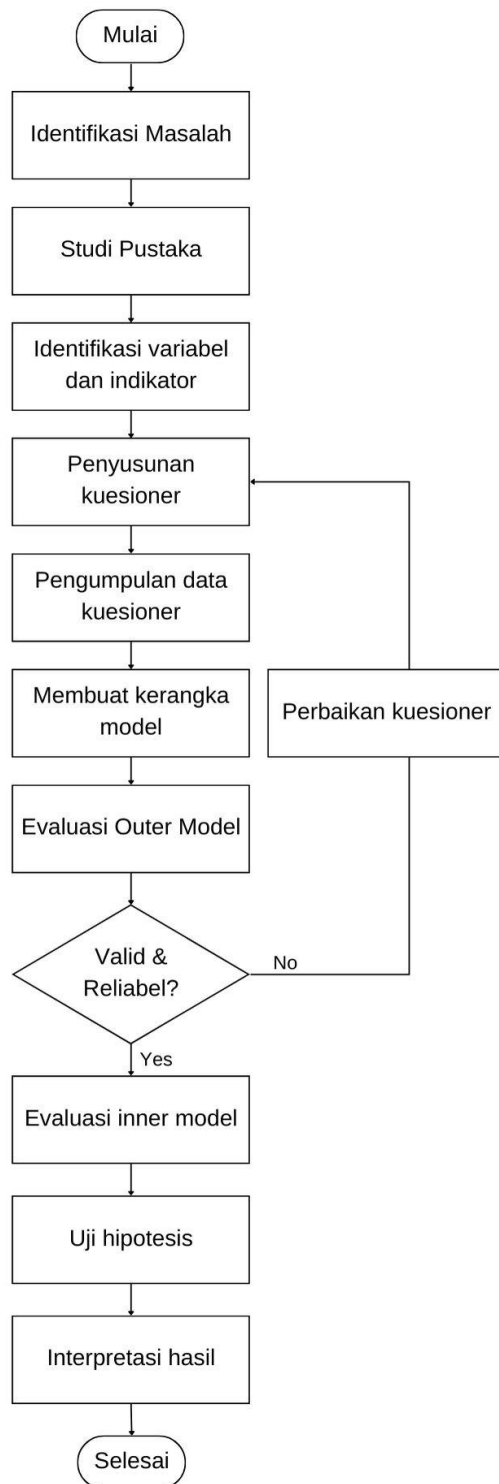 Mulai
Identifikasi Masalah
Studi Pustaka
Identifikasi variabel
dan indikator
Penyusunan
kuesioner
Pengumpulan data
kuesioner
Membuat kerangka
model
Perbaikan kuesioner
Evaluasi Outer Model
Valid &
Reliabel?
No
Yes
Evaluasi inner model
Uji hipotesis
Interpretasi hasil
Selesai